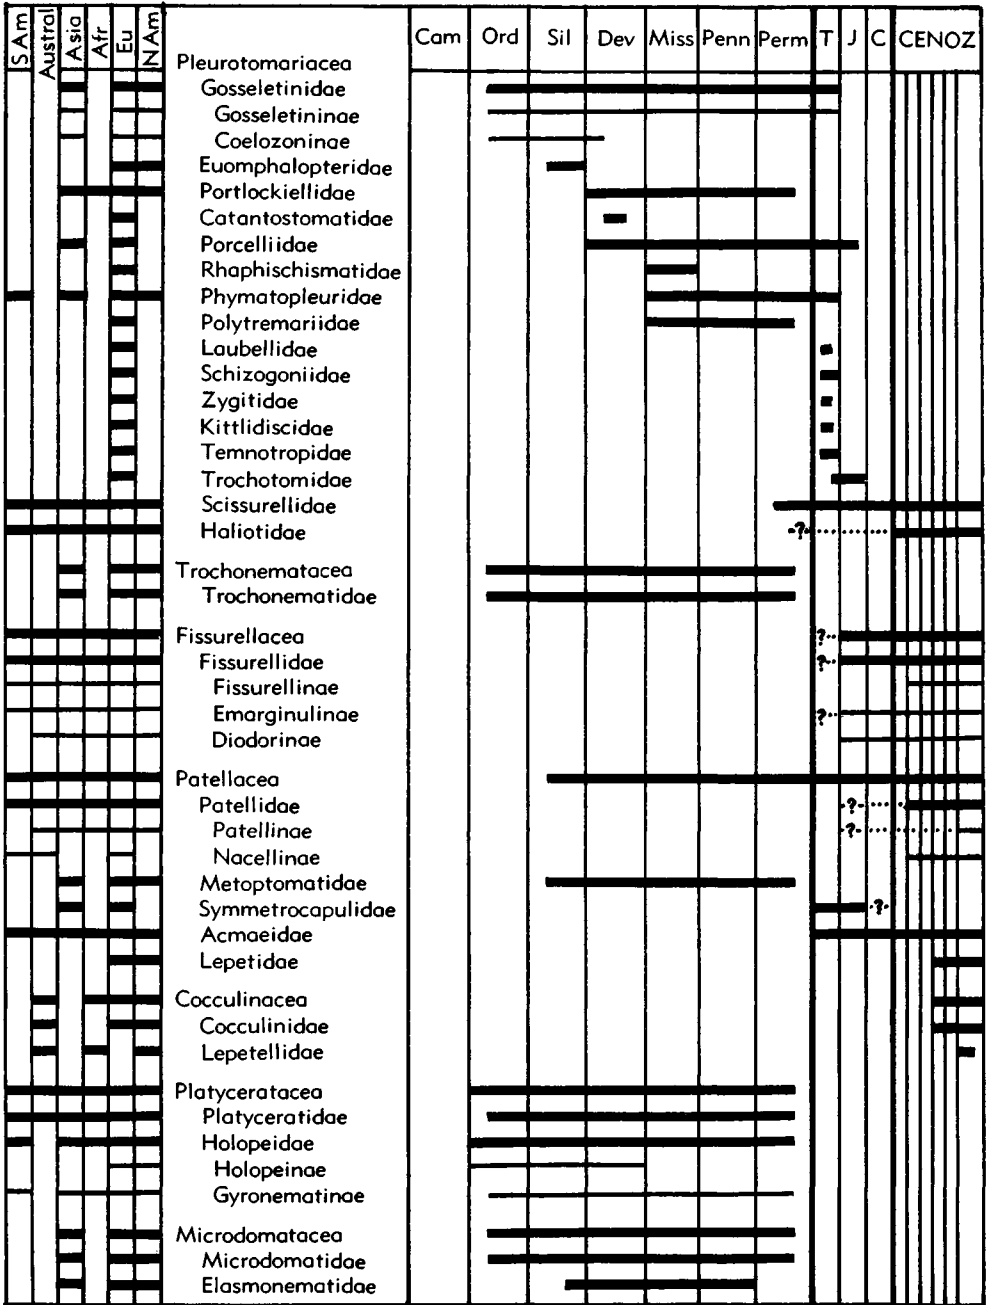 S Am Austral Asia Afr Eu N Am Cam Ord Sil Dev Miss Penn Perm T J C CENOZ
Pleurotomariacea
Gosseletinidae
Gosseletininae
Coelozoninae
Euomphalopteridae
Portlockiellidae
Catantostomatidae
Porcelliidae
Rhaphischismatidae
Phymatopleuridae
Polytremariidae
Laubellidae
Schizogoniidae
Zygitidae
Kittlidiscidae
Temnotropidae
Trochotomidae
Scissurellidae
Haliotidae ?
Trochonematacea
Trochonematidae
Fissurellacea ?
Fissurellidae ?
Fissurellinae
Emarginulinae ?
Diodorinae
Patellacea
Patellidae ?
Patellinae ?
Nacellinae
Metoptomatidae
Symmetrocapulidae ?
Acmaeidae
Lepetidae
Cocculinacea
Cocculinidae
Lepetellidae
Platyceratacea
Platyceratidae
Holopeidae
Holopeinae
Gyronematinae
Microdomatacea
Microdomatidae
Elasmonematidae